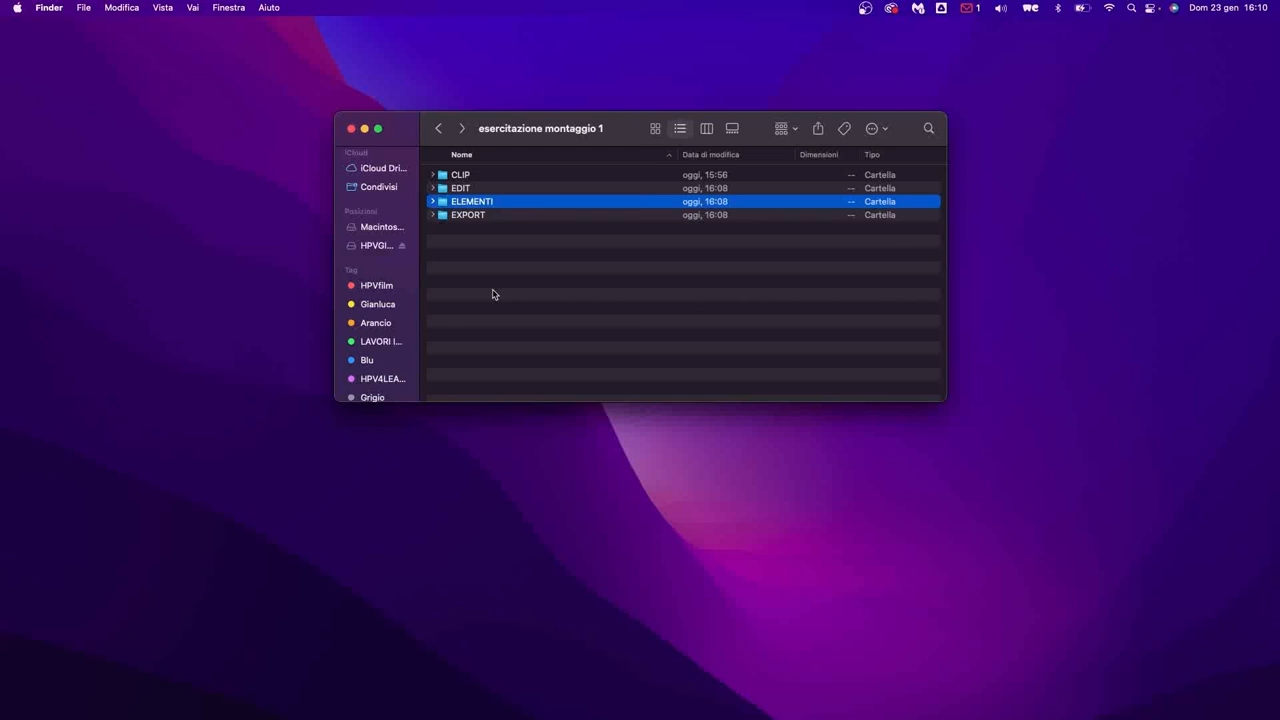 Finder File Modifica Vista Vai Finestra Aiuto 1 Dom 23 gen 16:10
esercitazione montaggio 1
iCloud
iCloud Dri...
Condivisi
Posizioni
Macintos...
HPVGI...
Tag
HPVfilm
Gianluca
Arancio
LAVORI I...
Blu
HPV4LEA...
Grigio
Nome Data di modifica Dimensioni Tipo
CLIP oggi, 15:56 -- Cartella
EDIT oggi, 16:08 -- Cartella
ELEMENTI oggi, 16:08 -- Cartella
EXPORT oggi, 16:08 -- Cartella